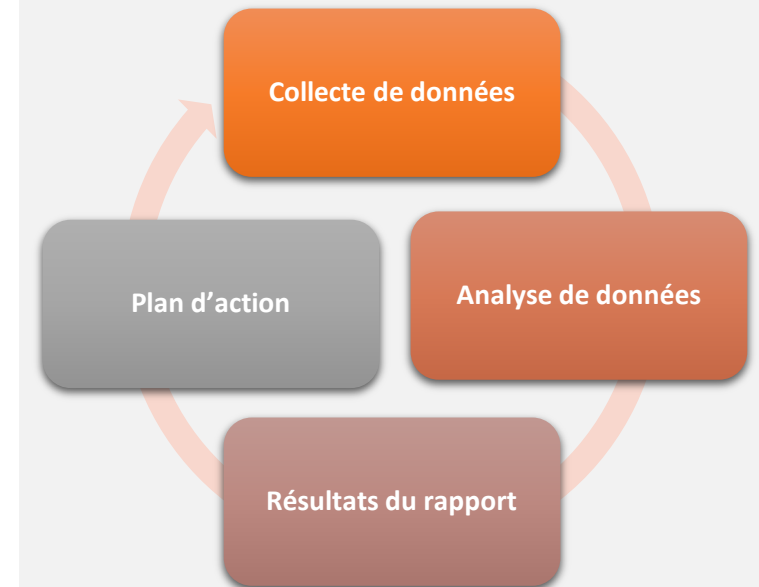 Collecte de données
Analyse de données
Plan d’action
Résultats du rapport